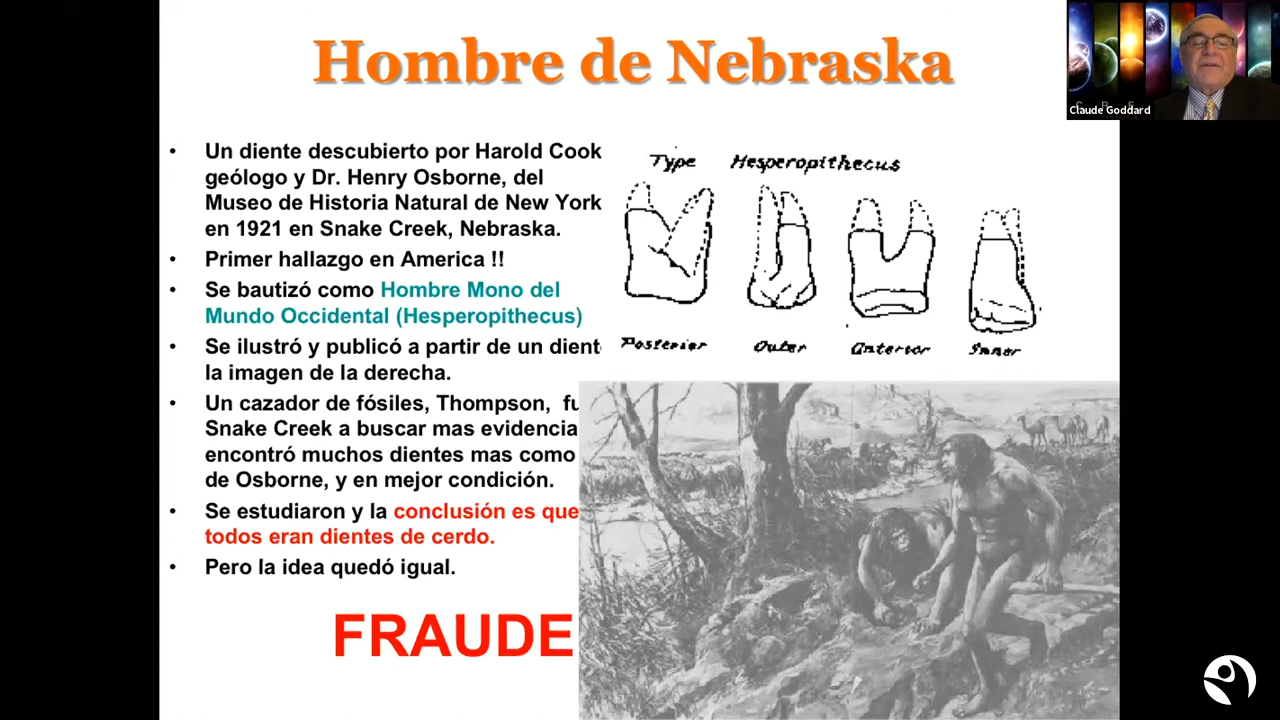 Hombre de Nebraska
Claude Goddard
• Un diente descubierto por Harold Cook
geólogo y Dr. Henry Osborne, del
Museo de Historia Natural de New York
en 1921 en Snake Creek, Nebraska.
• Primer hallazgo en America !!
• Se bautizó como Hombre Mono del
Mundo Occidental (Hesperopithecus)
• Se ilustró y publicó a partir de un dient
la imagen de la derecha.
• Un cazador de fósiles, Thompson, fu
Snake Creek a buscar mas evidencia
encontró muchos dientes mas como
de Osborne, y en mejor condición.
• Se estudiaron y la conclusión es que
todos eran dientes de cerdo.
• Pero la idea quedó igual.
FRAUDE
Type Hesperopithecus
Posterior Outer Anterior Inner